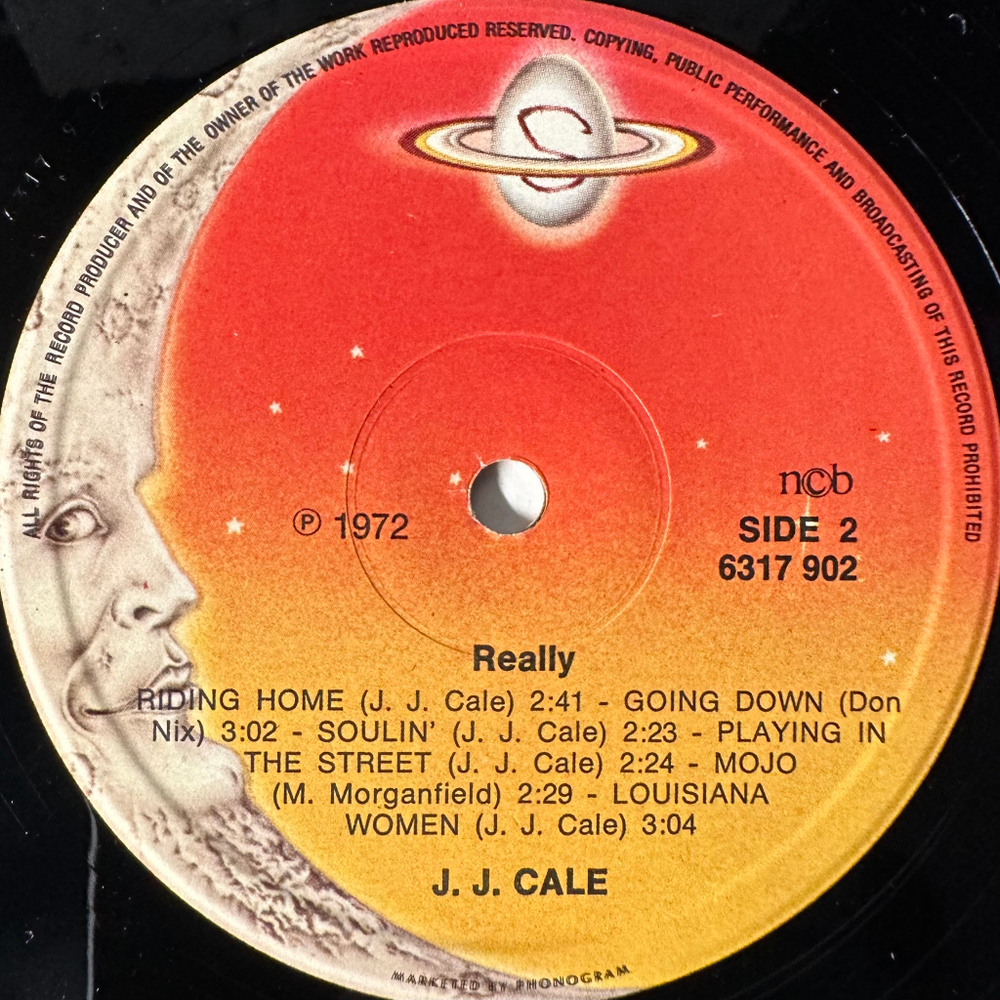 ALL RIGHTS OF THE RECORD PRODUCER AND OF THE OWNER OF THE WORK REPRODUCED RESERVED. COPYING, PUBLIC PERFORMANCE AND BROADCASTING OF THIS RECORD PROHIBITED
S
n©b
℗ 1972
SIDE 2
6317 902
Really
RIDING HOME (J. J. Cale) 2:41 - GOING DOWN (Don
Nix) 3:02 - SOULIN' (J. J. Cale) 2:23 - PLAYING IN
THE STREET (J. J. Cale) 2:24 - MOJO
(M. Morganfield) 2:29 - LOUISIANA
WOMEN (J. J. Cale) 3:04
J. J. CALE
MARKETED BY PHONOGRAM